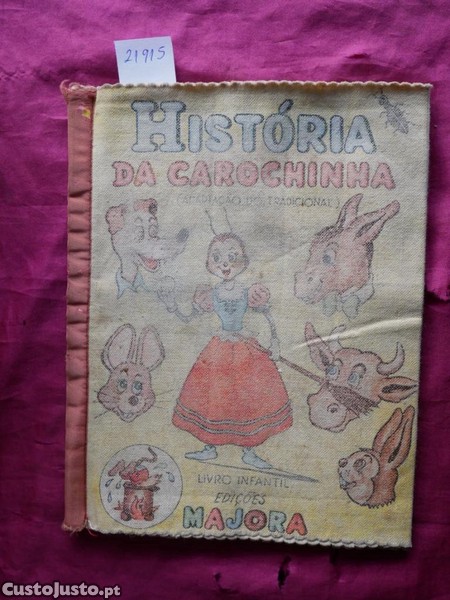 21915
HISTÓRIA
DA CAROCHINHA
(ADAPTAÇÃO DO TRADICIONAL)
LIVRO INFANTIL
EDIÇÕES
MAJORA
CustoJusto.pt